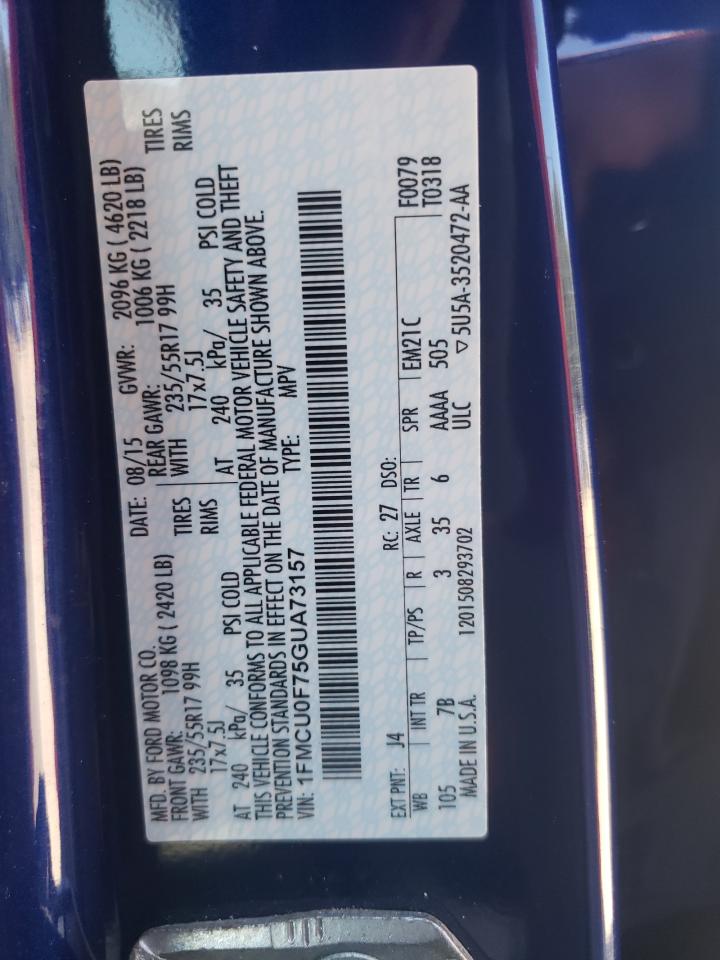 MFD. BY FORD MOTOR CO.
DATE: 08/15 GVWR: 2096 KG ( 4620 LB)
FRONT GAWR: 1098 KG ( 2420 LB) REAR GAWR: 1006 KG ( 2218 LB)
WITH 235/55R17 99H TIRES WITH 235/55R17 99H TIRES
17x7.5J RIMS 17x7.5J RIMS
AT 240 kPa/ 35 PSI COLD AT 240 kPa/ 35 PSI COLD
THIS VEHICLE CONFORMS TO ALL APPLICABLE FEDERAL MOTOR VEHICLE SAFETY AND THEFT
PREVENTION STANDARDS IN EFFECT ON THE DATE OF MANUFACTURE SHOWN ABOVE.
VIN: 1FMCU0F75GUA73157 TYPE: MPV
EXT PNT: J4 RC: 27 DSO: F0079
WB INT TR TP/PS R AXLE TR SPR EM21C T0318
105 7B 3 35 6 AAAA 505
MADE IN U.S.A. 1201508293702 ULC ▽5U5A-3520472-AA